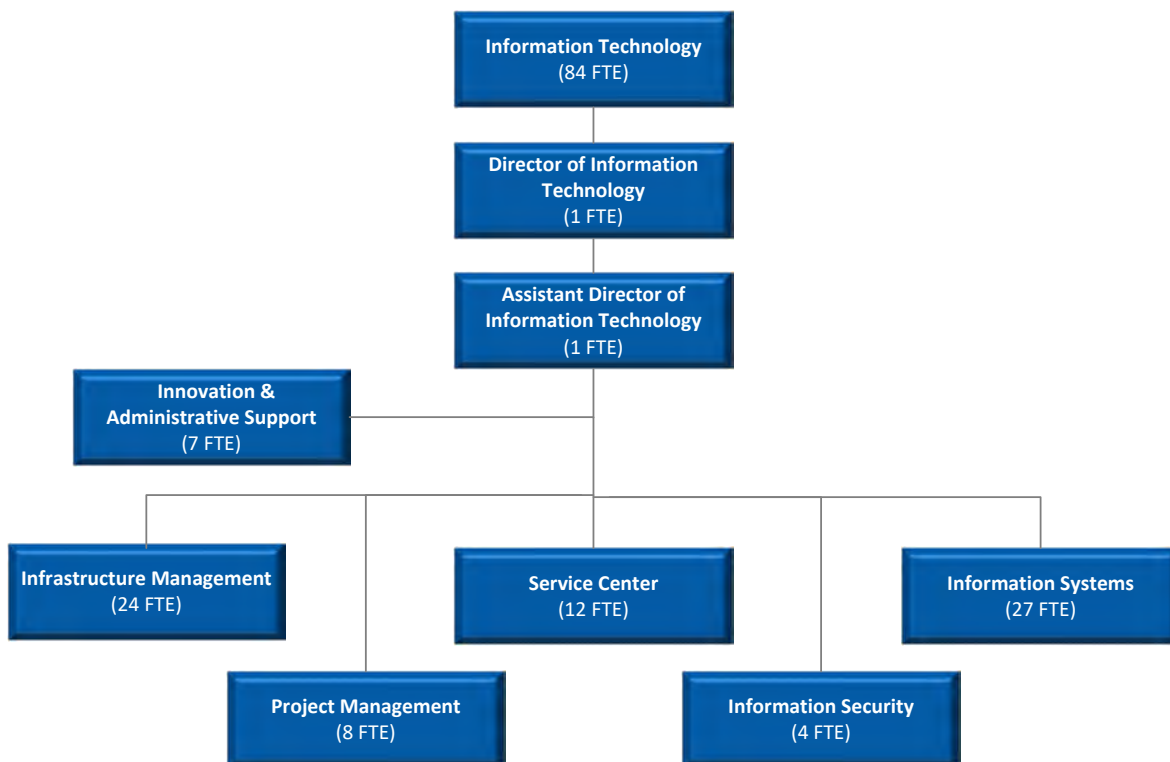 Information Technology
(84 FTE)
Director of Information
Technology
(1 FTE)
Assistant Director of
Information Technology
(1 FTE)
Innovation &
Administrative Support
(7 FTE)
Infrastructure Management
(24 FTE)
Service Center
(12 FTE)
Information Systems
(27 FTE)
Project Management
(8 FTE)
Information Security
(4 FTE)